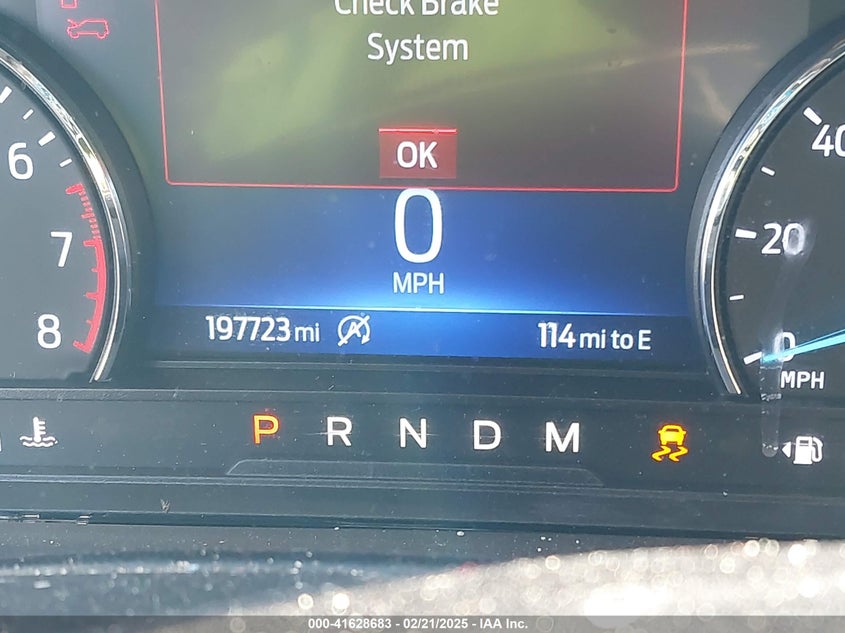 Check Brake
System
OK
0
MPH
6
7
8
40
20
0
MPH
197723 mi
114 mi to E
P R N D M
000-41628683 - 02/21/2025 - IAA Inc.